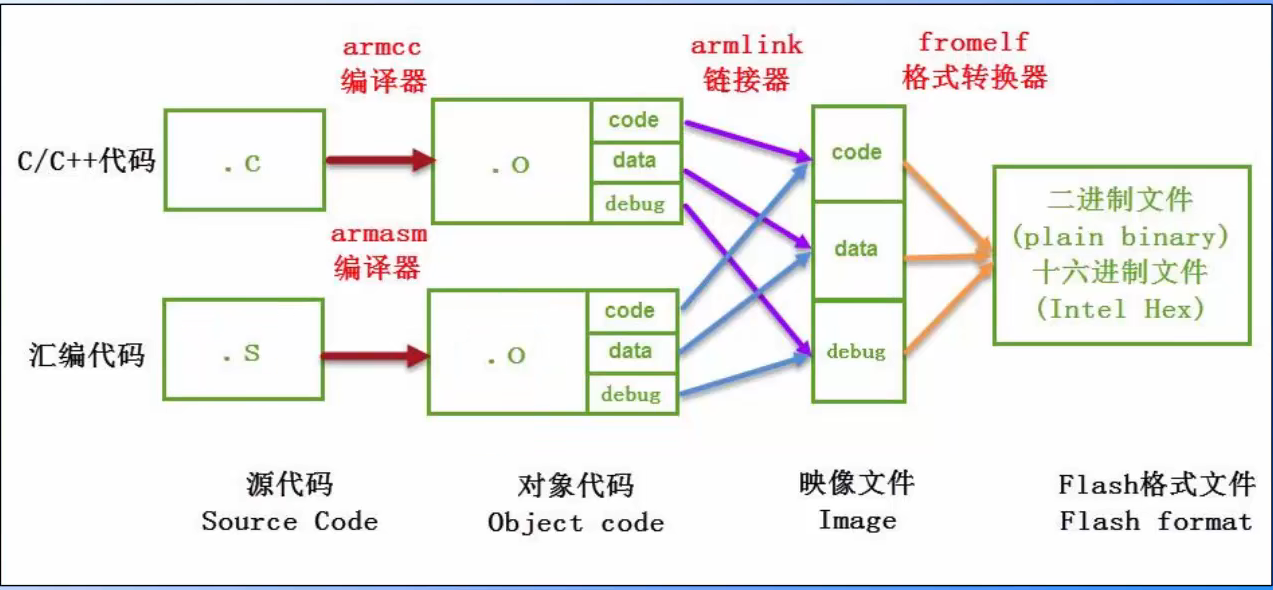 armcc
编译器
armlink
链接器
fromelf
格式转换器
C/C++代码
.c
.o
code
data
debug
armasm
编译器
汇编代码
.s
.o
code
data
debug
code
data
debug
二进制文件
(plain binary)
十六进制文件
(Intel Hex)
源代码
Source Code
对象代码
Object code
映像文件
Image
Flash格式文件
Flash format